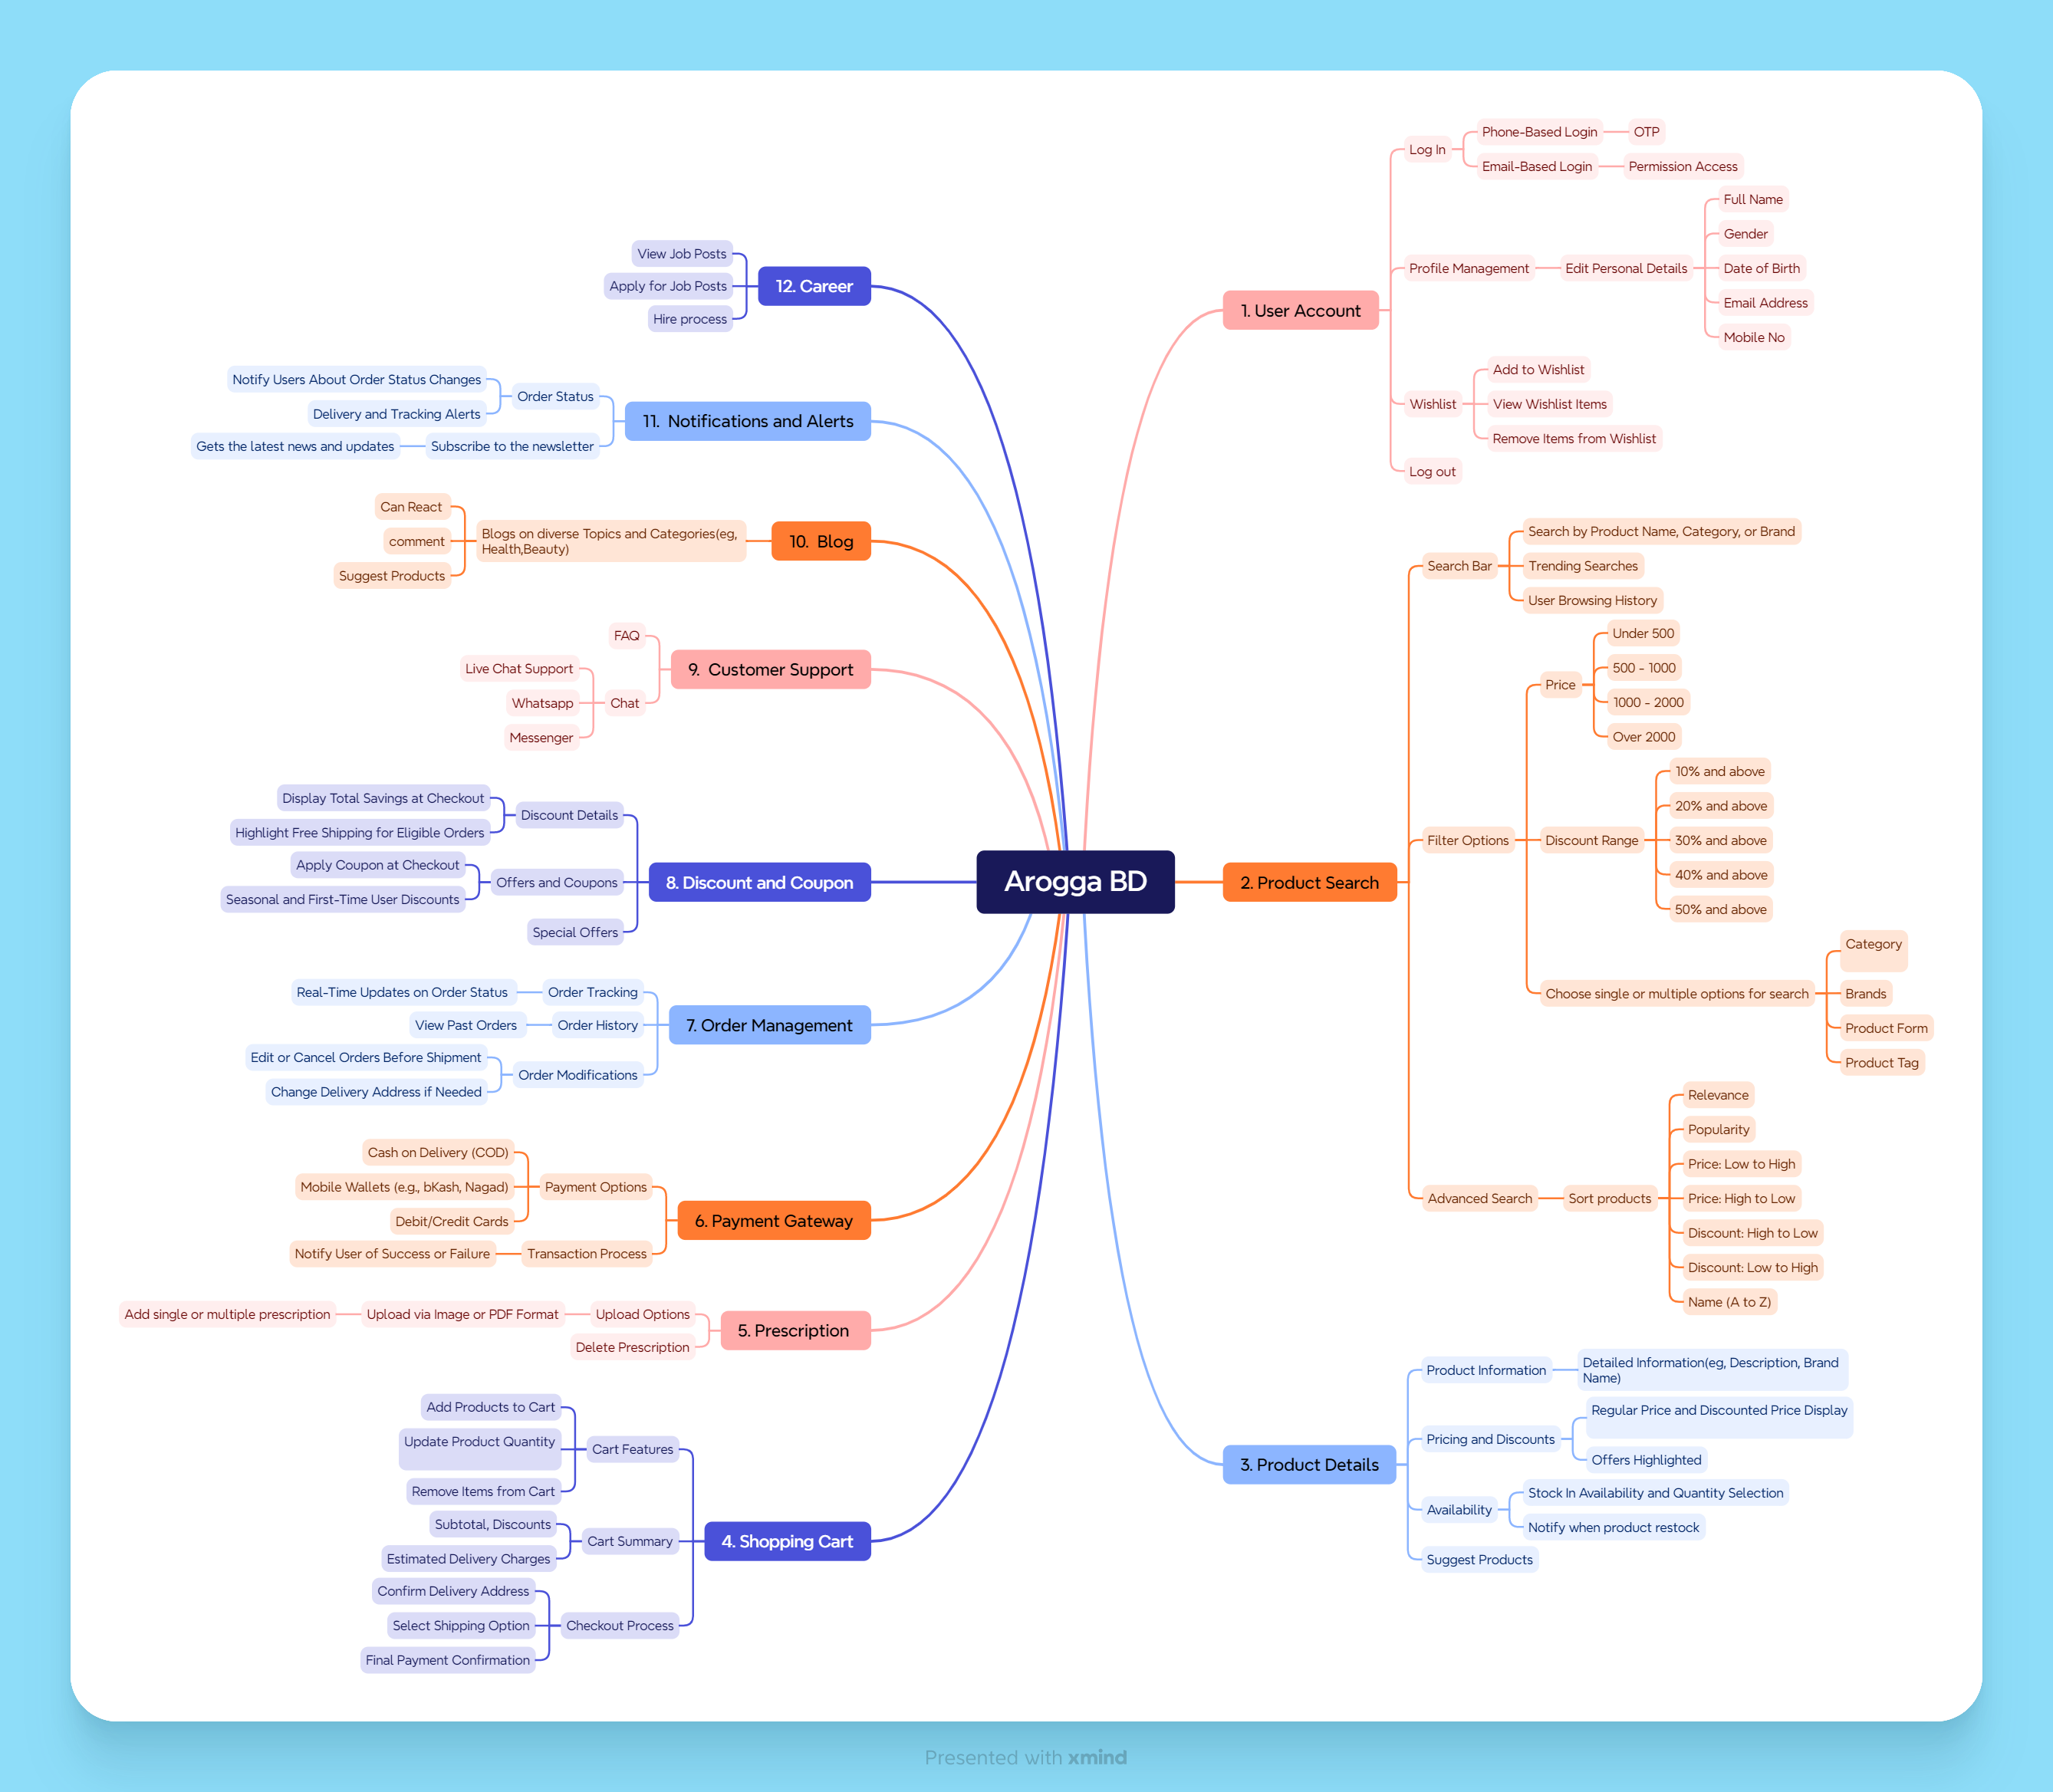 Arogga BD
1. User Account
Log In
Phone-Based Login
OTP
Email-Based Login
Permission Access
Profile Management
Edit Personal Details
Full Name
Gender
Date of Birth
Email Address
Mobile No
Wishlist
Add to Wishlist
View Wishlist Items
Remove Items from Wishlist
Log out
2. Product Search
Search Bar
Search by Product Name, Category, or Brand
Trending Searches
User Browsing History
Filter Options
Price
Under 500
500 - 1000
1000 - 2000
Over 2000
Discount Range
10% and above
20% and above
30% and above
40% and above
50% and above
Choose single or multiple options for search
Category
Brands
Product Form
Product Tag
Advanced Search
Sort products
Relevance
Popularity
Price: Low to High
Price: High to Low
Discount: High to Low
Discount: Low to High
Name (A to Z)
3. Product Details
Product Information
Detailed Information(eg, Description, Brand
Name)
Pricing and Discounts
Regular Price and Discounted Price Display
Offers Highlighted
Availability
Stock In Availability and Quantity Selection
Notify when product restock
Suggest Products
4. Shopping Cart
Cart Features
Add Products to Cart
Update Product Quantity
Remove Items from Cart
Cart Summary
Subtotal, Discounts
Estimated Delivery Charges
Checkout Process
Confirm Delivery Address
Select Shipping Option
Final Payment Confirmation
5. Prescription
Upload Options
Upload via Image or PDF Format
Add single or multiple prescription
Delete Prescription
6. Payment Gateway
Payment Options
Cash on Delivery (COD)
Mobile Wallets (e.g., bKash, Nagad)
Debit/Credit Cards
Transaction Process
Notify User of Success or Failure
7. Order Management
Order Tracking
Real-Time Updates on Order Status
Order History
View Past Orders
Order Modifications
Edit or Cancel Orders Before Shipment
Change Delivery Address if Needed
8. Discount and Coupon
Discount Details
Display Total Savings at Checkout
Highlight Free Shipping for Eligible Orders
Offers and Coupons
Apply Coupon at Checkout
Seasonal and First-Time User Discounts
Special Offers
9. Customer Support
FAQ
Chat
Live Chat Support
Whatsapp
Messenger
10. Blog
Blogs on diverse Topics and Categories(eg,
Health,Beauty)
Can React
comment
Suggest Products
11. Notifications and Alerts
Order Status
Notify Users About Order Status Changes
Delivery and Tracking Alerts
Subscribe to the newsletter
Gets the latest news and updates
12. Career
View Job Posts
Apply for Job Posts
Hire process
Presented with xmind